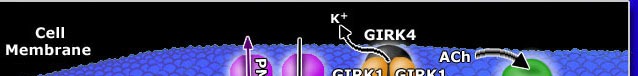 Cell
Membrane
K+
GIRK4
ACh
GIRK1 GIRK1